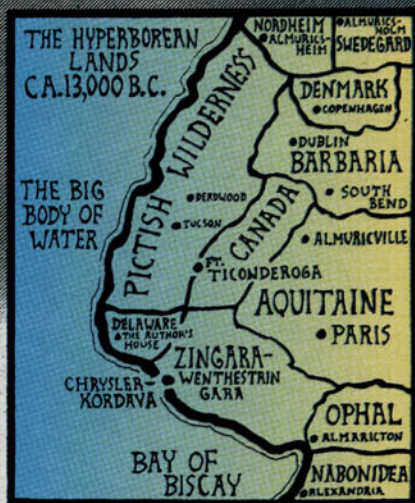 THE HYPERBOREAN
LANDS
CA.13,000 B.C.
NORDHEIM
ALMURICS-
HEIM
ALMURICS-
HOLM
SWEDEGARD
DENMARK
COPENHAGEN
DUBLIN
BARBARIA
SOUTH
BEND
PICTISH WILDERNESS
DEADWOOD
TUCSON
THE BIG
BODY OF
WATER
CANADA
ALMURICVILLE
FT.
TICONDEROGA
AQUITAINE
PARIS
DELAWARE
THE AUTHOR'S
HOUSE
ZINGARA-
WENTHESTRIN
GARA
CHRYSLER-
KORDAVA
OPHAL
ALMARICTON
BAY OF
BISCAY
NABONIDEA
ALEXANDRIA